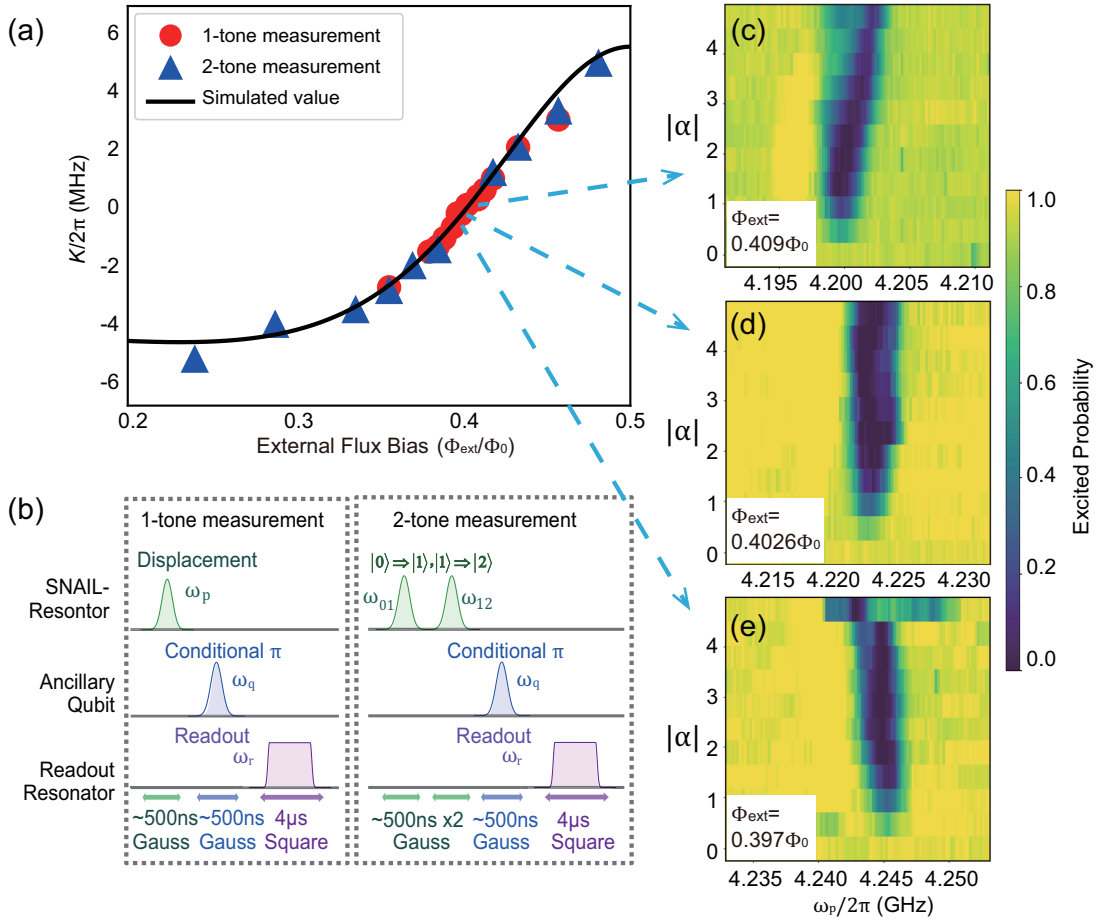 (a)
6
4
2
0
-2
-4
-6
K/2π (MHz)
1-tone measurement
2-tone measurement
Simulated value
0.2
0.3
0.4
0.5
External Flux Bias (Φext/Φ0)
(b)
1-tone measurement
2-tone measurement
SNAIL-
Resontor
Displacement
ωp
|0⟩⇒|1⟩,|1⟩⇒|2⟩
ω01
ω12
Ancillary
Qubit
Conditional π
ωq
Conditional π
ωq
Readout
Resonator
Readout
ωr
Readout
ωr
~500ns
Gauss
~500ns
Gauss
4μs
Square
~500ns x2
Gauss
~500ns
Gauss
4μs
Square
(c)
4
3
2
1
0
|α|
Φext=
0.409Φ0
4.195
4.200
4.205
4.210
(d)
4
3
2
1
0
|α|
Φext=
0.4026Φ0
4.215
4.220
4.225
4.230
(e)
4
3
2
1
0
|α|
Φext=
0.397Φ0
4.235
4.240
4.245
4.250
ωp/2π (GHz)
1.0
0.8
0.6
0.4
0.2
0.0
Excited Probability